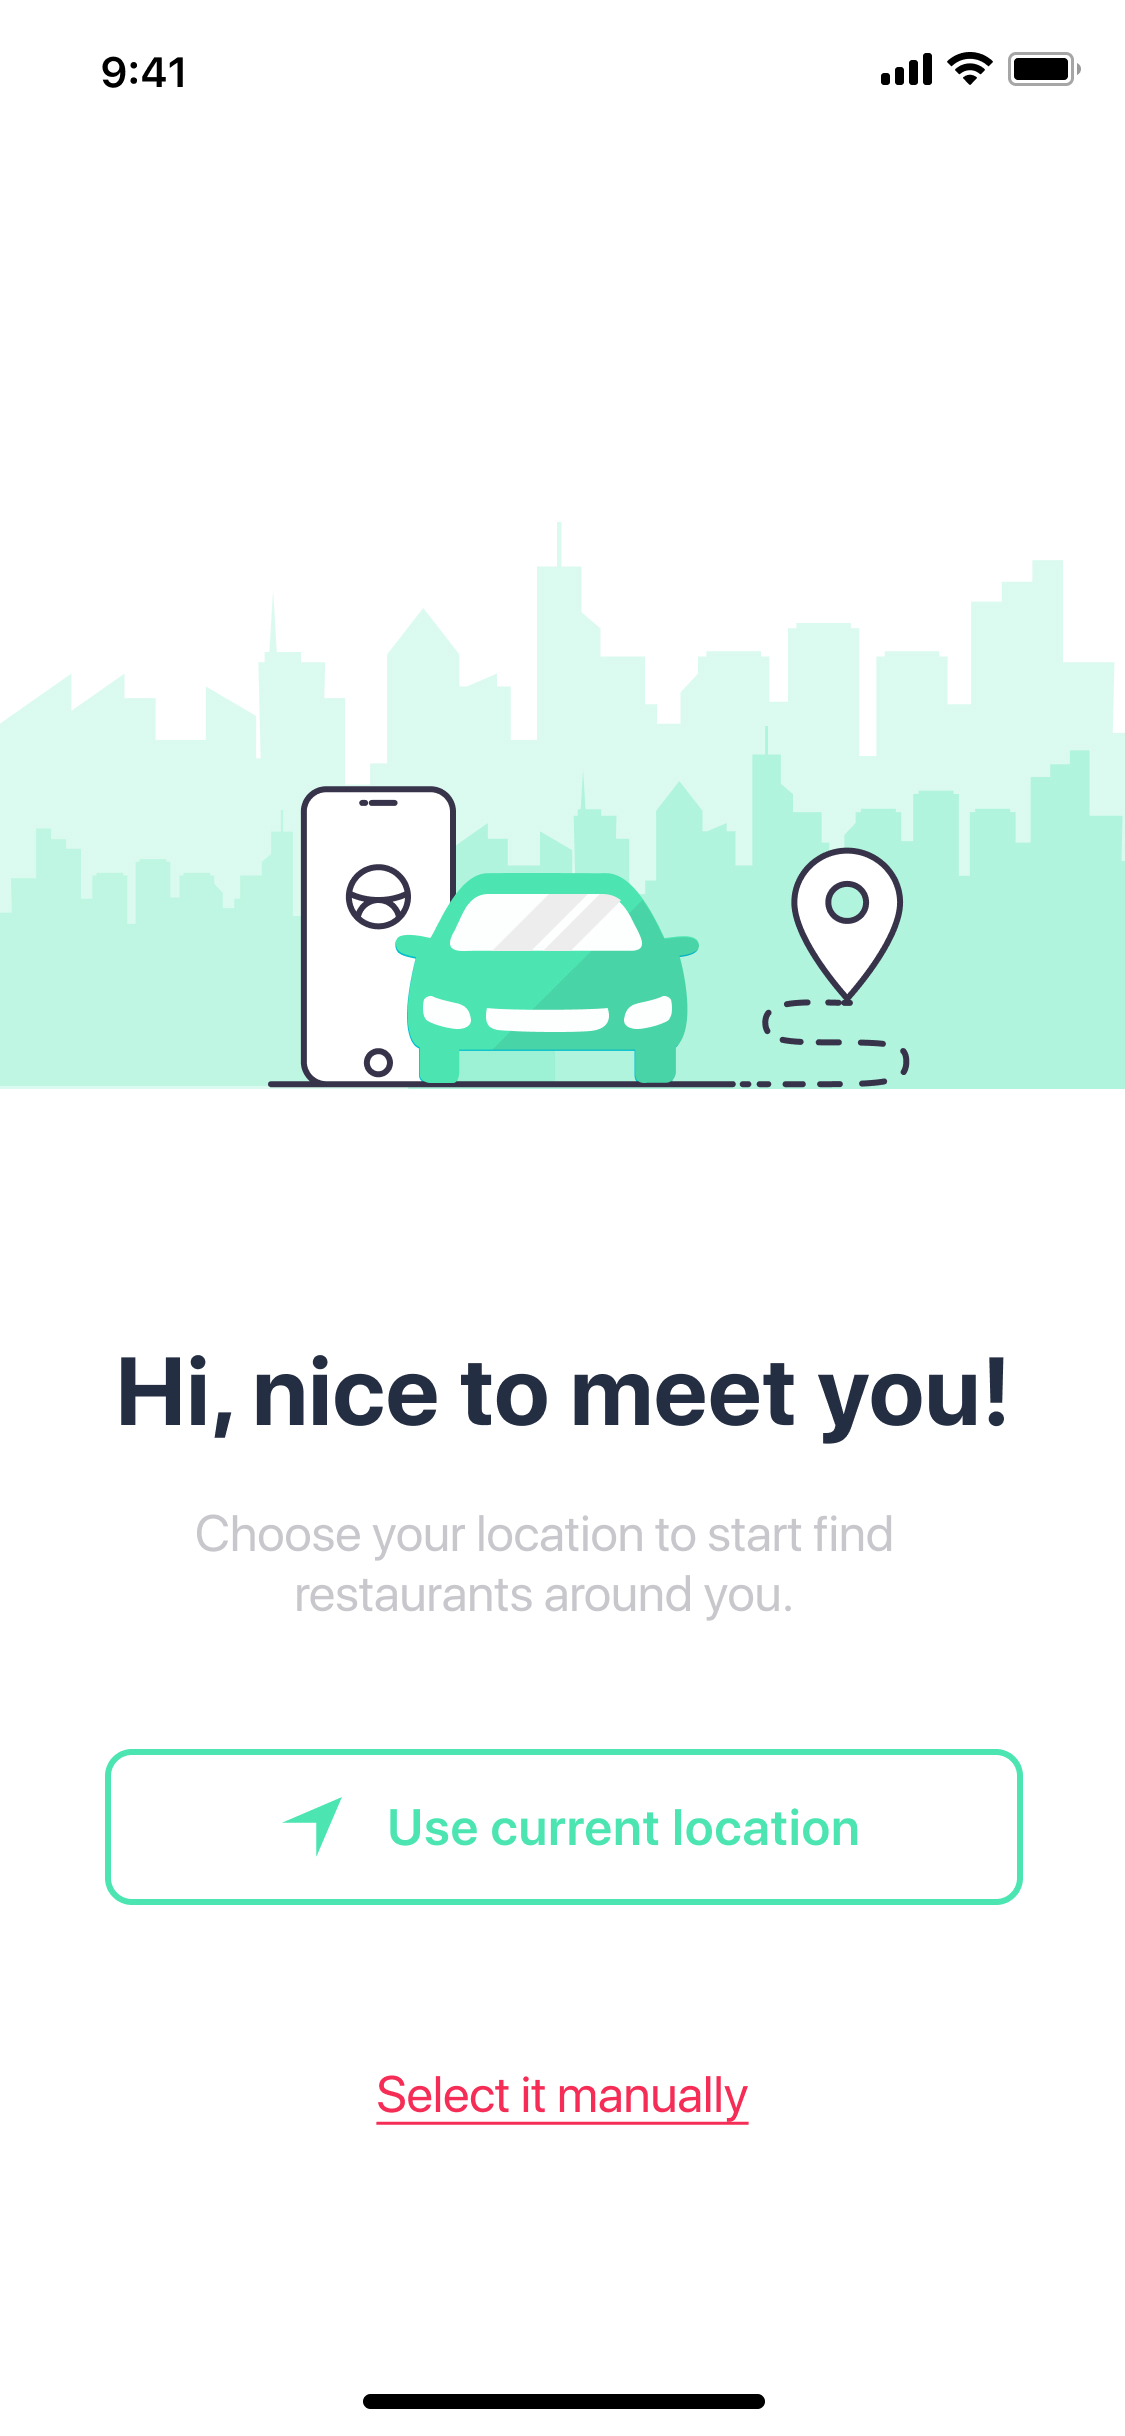 9:41
Hi, nice to meet you!
Choose your location to start find
restaurants around you.
Use current location
Select it manually